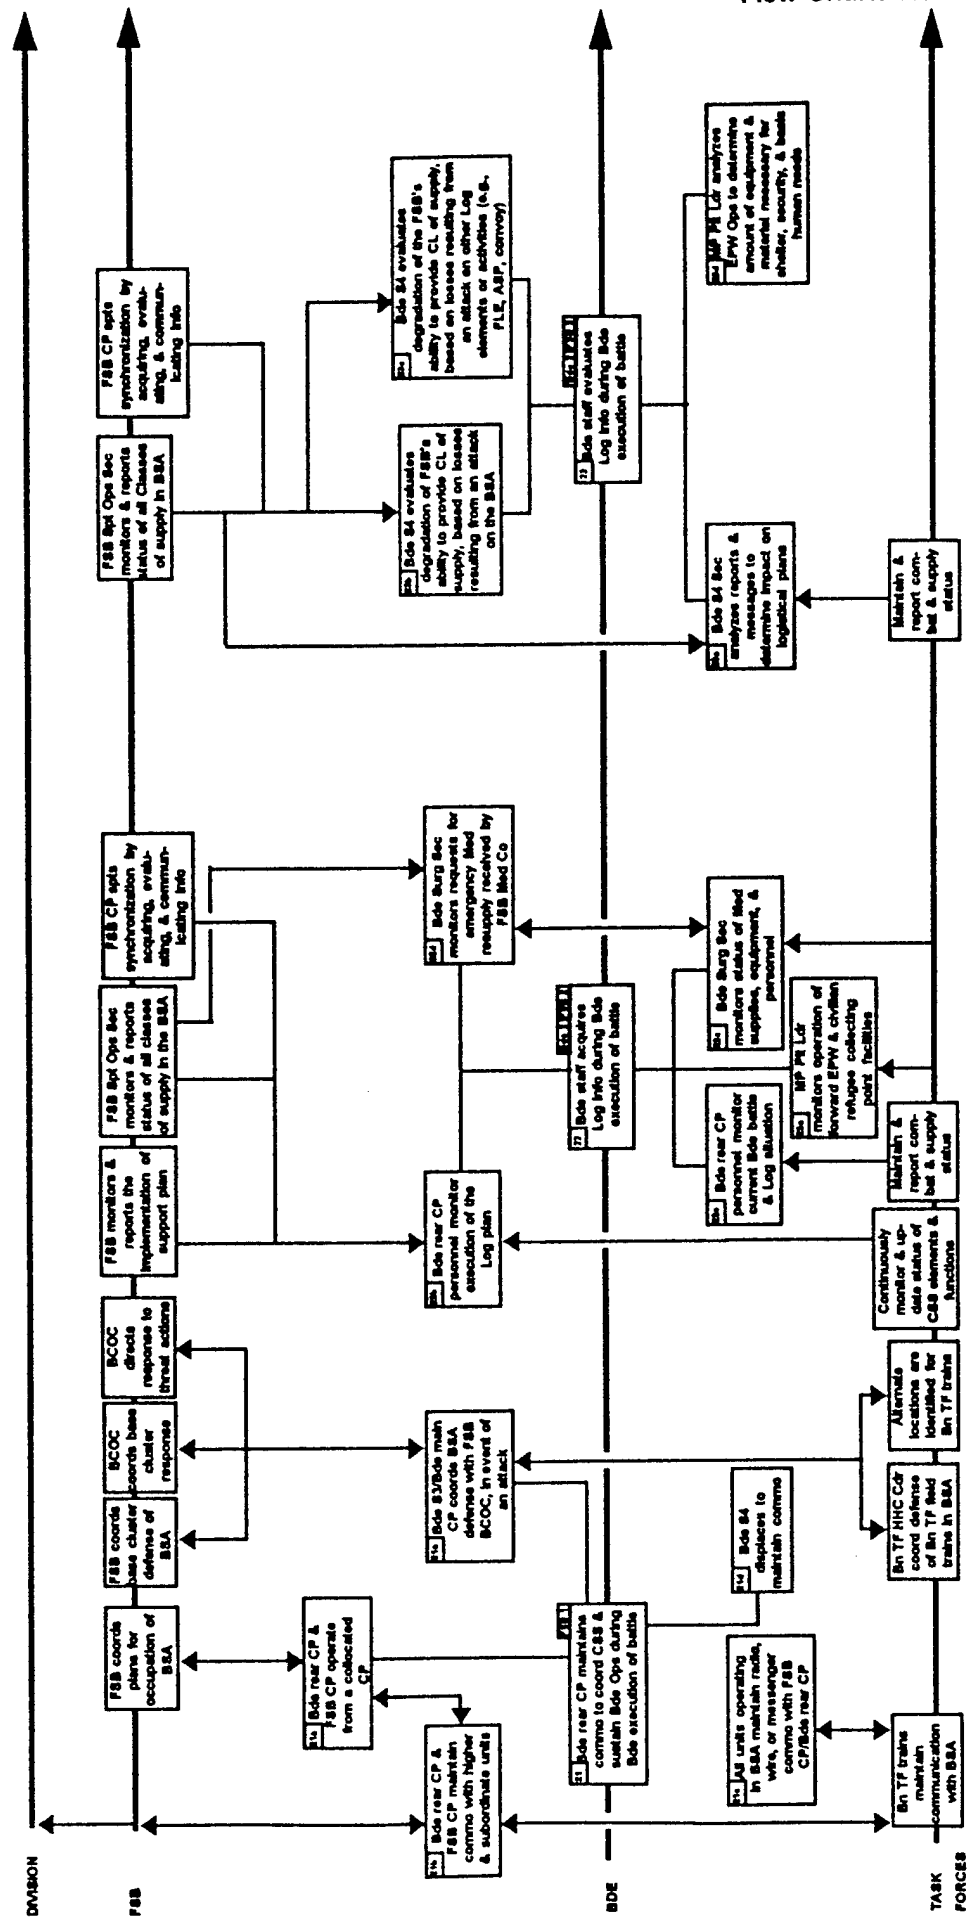 DIVISION
FSB
FSB coords
plans for
occupation of
BSA
FSB coords
base cluster
defense of
BSA
BCOC
coords base
cluster
response
BCOC
directs
response to
threat actions
FSB monitors &
reports the
implementation of
support plan
FSB Spt Ops Sec
monitors & reports
status of all classes
of supply in the BSA
FSB CP spts
synchronization by
acquiring, evalu-
ating, & commun-
icating info
FSB Spt Ops Sec
monitors & reports
status of all Classes
of supply in BSA
FSB CP spts
synchronization by
acquiring, evalu-
ating, & commun-
icating info
Bde rear CP &
FSB CP operate
from a collocated
CP
Bde rear CP &
FSB CP maintain
commo with higher
& subordinate units
Bde S3/Bde main
CP coords BSA
defense with FSB
BCOC, in event of
an attack
Bde rear CP
personnel monitor
execution of the
Log plan
Bde Surg Sec
monitors requests for
emergency Med
resupply received by
FSB Med Co
Bde S4 evaluates
degradation of FSB's
ability to provide CL of
supply, based on losses
resulting from an attack
on the BSA
Bde S4 evaluates
degradation of the FSB's
ability to provide CL of supply,
based on losses resulting from
an attack on other Log
elements or activities (e.g.,
FLE, ASP, convoy)
BDE
21 Bde rear CP maintains
commo to coord CSS &
sustain Bde Ops during
Bde execution of battle
Bde staff acquires
Log info during Bde
execution of battle
Bde staff evaluates
Log info during Bde
execution of battle
All units operating
in BSA maintain radio,
wire, or messenger
commo with FSB
CP/Bde rear CP
Bde S4
displaces to
maintain commo
Bde rear CP
personnel monitor
current Bde battle
& Log situation
MP Plt Ldr
monitors operation of
forward EPW & civilian
refugee collecting
point facilities
Bde Surg Sec
monitors status of Med
supplies, equipment, &
personnel
Bde S4 Sec
analyzes reports &
messages to
determine impact on
logistical plans
MP Plt Ldr analyzes
EPW Ops to determine
amount of equipment &
material necessary for
shelter, security, & basic
human needs
TASK
FORCES
Bn TF trains
maintain
communication
with BSA
Bn TF HHC Cdr
coord defense
of Bn TF field
trains in BSA
Alternate
locations are
identified for
Bn TF trains
Continuously
monitor & up-
date status of
CSS elements &
functions
Maintain &
report com-
bat & supply
status
Maintain &
report com-
bat & supply
status